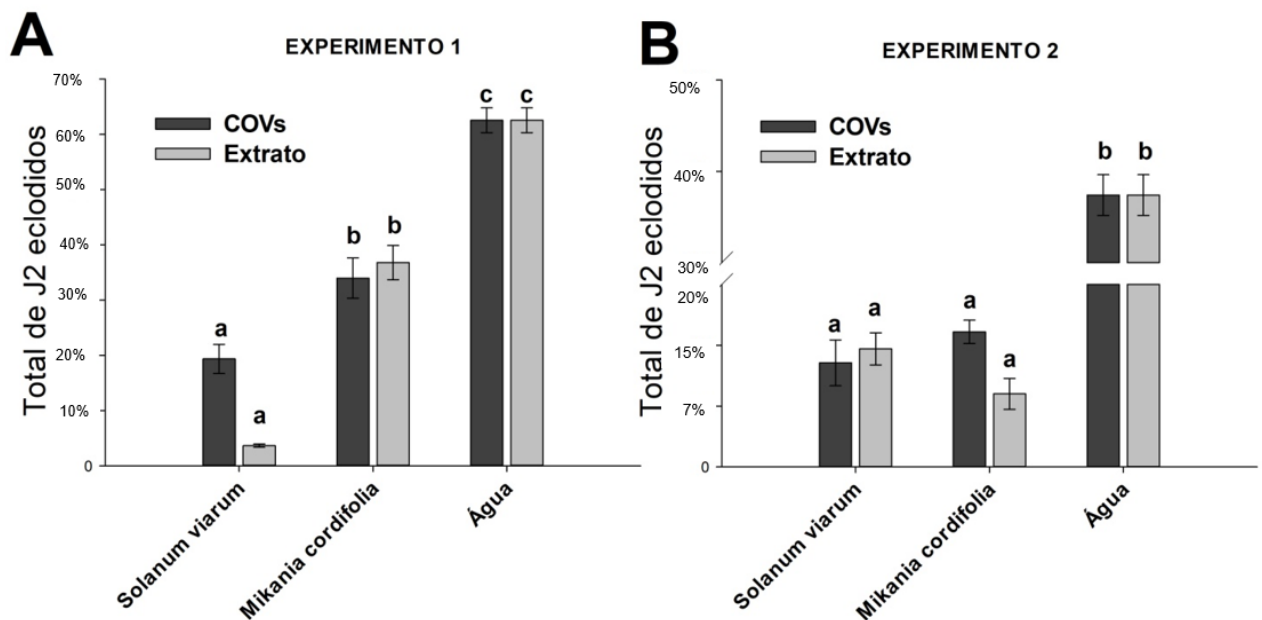 A
EXPERIMENTO 1
Total de J2 eclodidos
70%
60%
50%
40%
30%
20%
10%
0
COVs
Extrato
a
a
b
b
c
c
Solanum viarum
Mikania cordifolia
Água
B
EXPERIMENTO 2
Total de J2 eclodidos
50%
40%
30%
20%
15%
7%
0
COVs
Extrato
a
a
a
a
b
b
Solanum viarum
Mikania cordifolia
Água